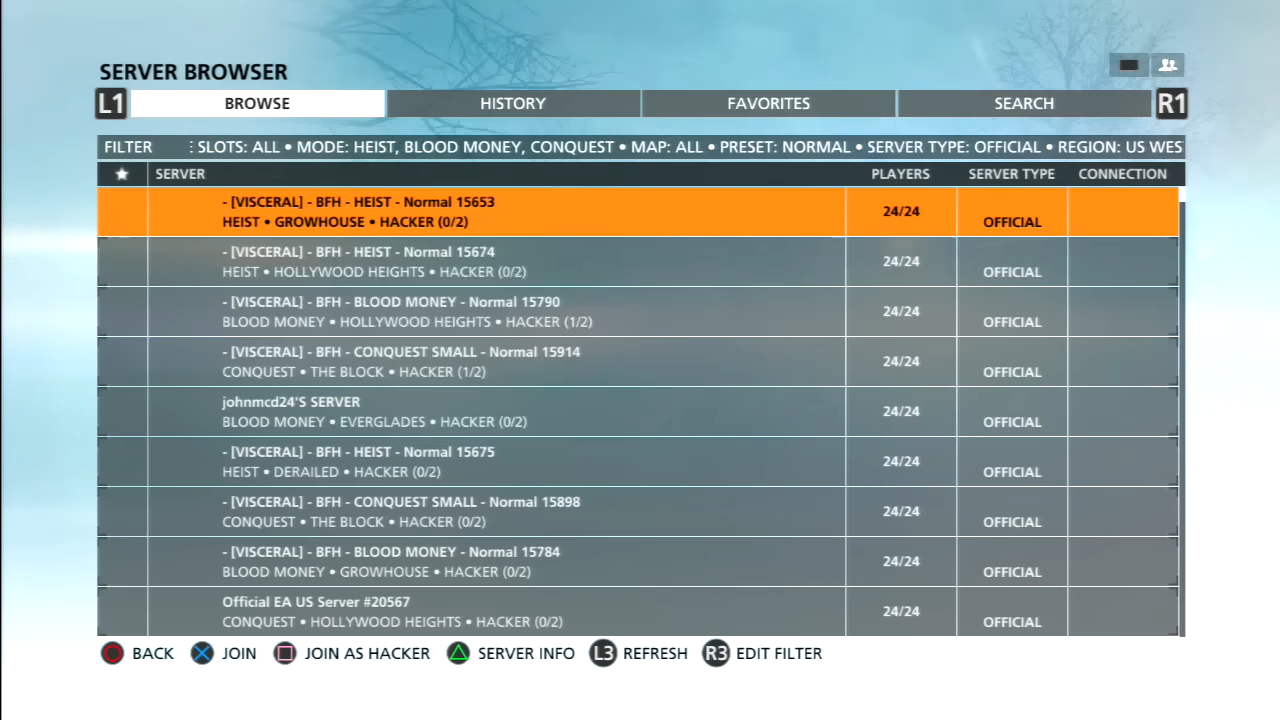 SERVER BROWSER
L1 BROWSE HISTORY FAVORITES SEARCH R1
FILTER : SLOTS: ALL • MODE: HEIST, BLOOD MONEY, CONQUEST • MAP: ALL • PRESET: NORMAL • SERVER TYPE: OFFICIAL • REGION: US WES
★ SERVER PLAYERS SERVER TYPE CONNECTION
- [VISCERAL] - BFH - HEIST - Normal 15653
HEIST • GROWHOUSE • HACKER (0/2) 24/24 OFFICIAL
- [VISCERAL] - BFH - HEIST - Normal 15674
HEIST • HOLLYWOOD HEIGHTS • HACKER (0/2) 24/24 OFFICIAL
- [VISCERAL] - BFH - BLOOD MONEY - Normal 15790
BLOOD MONEY • HOLLYWOOD HEIGHTS • HACKER (1/2) 24/24 OFFICIAL
- [VISCERAL] - BFH - CONQUEST SMALL - Normal 15914
CONQUEST • THE BLOCK • HACKER (1/2) 24/24 OFFICIAL
johnmcd24'S SERVER
BLOOD MONEY • EVERGLADES • HACKER (0/2) 24/24 OFFICIAL
- [VISCERAL] - BFH - HEIST - Normal 15675
HEIST • DERAILED • HACKER (0/2) 24/24 OFFICIAL
- [VISCERAL] - BFH - CONQUEST SMALL - Normal 15898
CONQUEST • THE BLOCK • HACKER (0/2) 24/24 OFFICIAL
- [VISCERAL] - BFH - BLOOD MONEY - Normal 15784
BLOOD MONEY • GROWHOUSE • HACKER (0/2) 24/24 OFFICIAL
Official EA US Server #20567
CONQUEST • HOLLYWOOD HEIGHTS • HACKER (0/2) 24/24 OFFICIAL
BACK JOIN JOIN AS HACKER SERVER INFO L3 REFRESH R3 EDIT FILTER